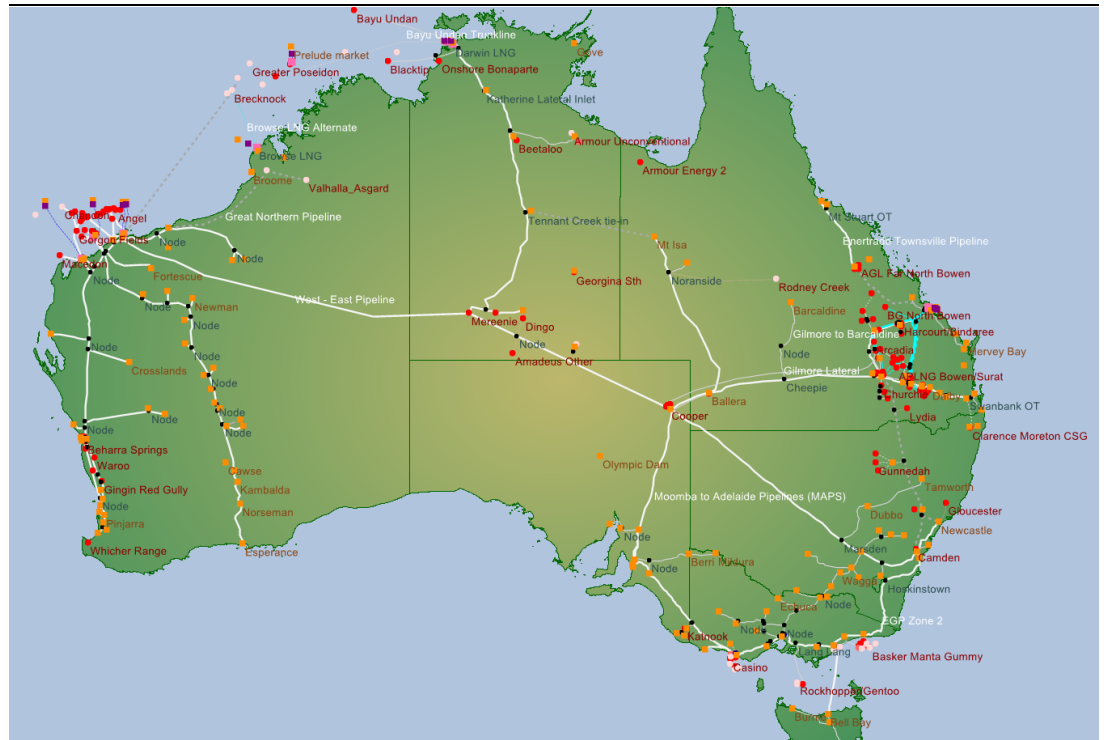 Bayu Undan
Bayu Undan Trunkline
Prelude market
Darwin LNG
Gove
Greater Poseidon
Blacktip
Onshore Bonaparte
Brecknock
Katherine Lateral Inlet
Browse LNG Alternate
Browse LNG
Beetaloo
Armour Unconventional
Armour Energy 2
Broome
Valhalla_Asgard
Angel
Great Northern Pipeline
Tennant Creek tie-in
Mt Stuart OT
Gorgon Fields
Node
Node
Mt Isa
Enertrade Townsville Pipeline
Macedon
Node
Fortescue
Georgina Sth
Noranside
Rodney Creek
AGL Far North Bowen
West - East Pipeline
Node
Newman
Mereenie
Dingo
Barcaldine
BG North Bowen
Node
Node
Gilmore to Barcaldine
Harcourt/Bindaree
Node
Amadeus Other
Node
Arcadia
Hervey Bay
Crosslands
Node
Gilmore Lateral
Cheepie
APLNG Bowen/Surat
Ballera
Dalby
Swanbank OT
Node
Node
Node
Cooper
Lydia
Clarence Moreton CSG
Beharra Springs
Waroo
Cawse
Olympic Dam
Gunnedah
Gingin Red Gully
Kambalda
Moomba to Adelaide Pipelines (MAPS)
Tamworth
Node
Norseman
Dubbo
Gloucester
Pinjarra
Newcastle
Whicher Range
Esperance
Node
Marsden
Camden
Node
Berri Mildura
Wagga
Hoskinstown
Echuca
Node
EGP Zone 2
Katnook
Node
Node
Lang Lang
Basker Manta Gummy
Casino
Rockhopper/Gentoo
Bell Bay